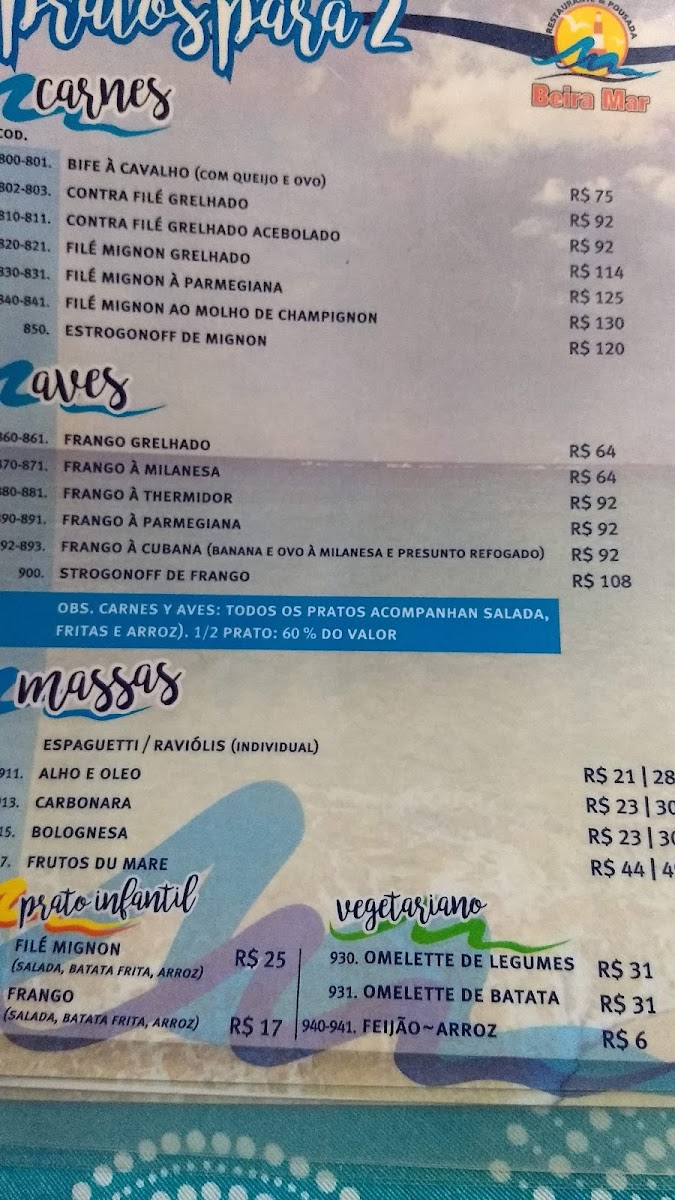 Pratos para 2
RESTAURANTE & POUSADA
Beira Mar
carnes
COD.
800-801. BIFE À CAVALHO (COM QUEIJO E OVO) R$ 75
802-803. CONTRA FILÉ GRELHADO R$ 92
810-811. CONTRA FILÉ GRELHADO ACEBOLADO R$ 92
820-821. FILÉ MIGNON GRELHADO R$ 114
830-831. FILÉ MIGNON À PARMEGIANA R$ 125
840-841. FILÉ MIGNON AO MOLHO DE CHAMPIGNON R$ 130
850. ESTROGONOFF DE MIGNON R$ 120
aves
860-861. FRANGO GRELHADO R$ 64
870-871. FRANGO À MILANESA R$ 64
880-881. FRANGO À THERMIDOR R$ 92
890-891. FRANGO À PARMEGIANA R$ 92
92-893. FRANGO À CUBANA (BANANA E OVO À MILANESA E PRESUNTO REFOGADO) R$ 92
900. STROGONOFF DE FRANGO R$ 108
OBS. CARNES Y AVES: TODOS OS PRATOS ACOMPANHAN SALADA,
FRITAS E ARROZ). 1/2 PRATO: 60 % DO VALOR
massas
ESPAGUETTI / RAVIÓLIS (INDIVIDUAL)
911. ALHO E OLEO R$ 21 | 28
913. CARBONARA R$ 23 | 30
15. BOLOGNESA R$ 23 | 30
7. FRUTOS DU MARE R$ 44 | 4
prato infantil
FILÉ MIGNON
(SALADA, BATATA FRITA, ARROZ) R$ 25
FRANGO
(SALADA, BATATA FRITA, ARROZ) R$ 17
vegetariano
930. OMELETTE DE LEGUMES R$ 31
931. OMELETTE DE BATATA R$ 31
940-941. FEIJÃO~ARROZ R$ 6